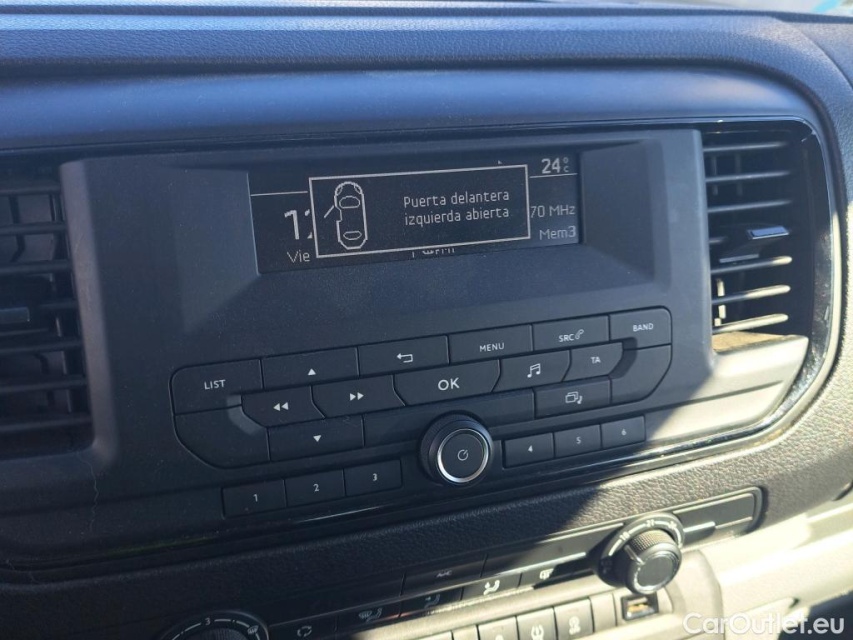 24°C
Puerta delantera
izquierda abierta
70 MHz
Mem3
Vie
LIST
MENU
SRC
BAND
OK
TA
1
2
3
4
5
6
CarOutlet.eu